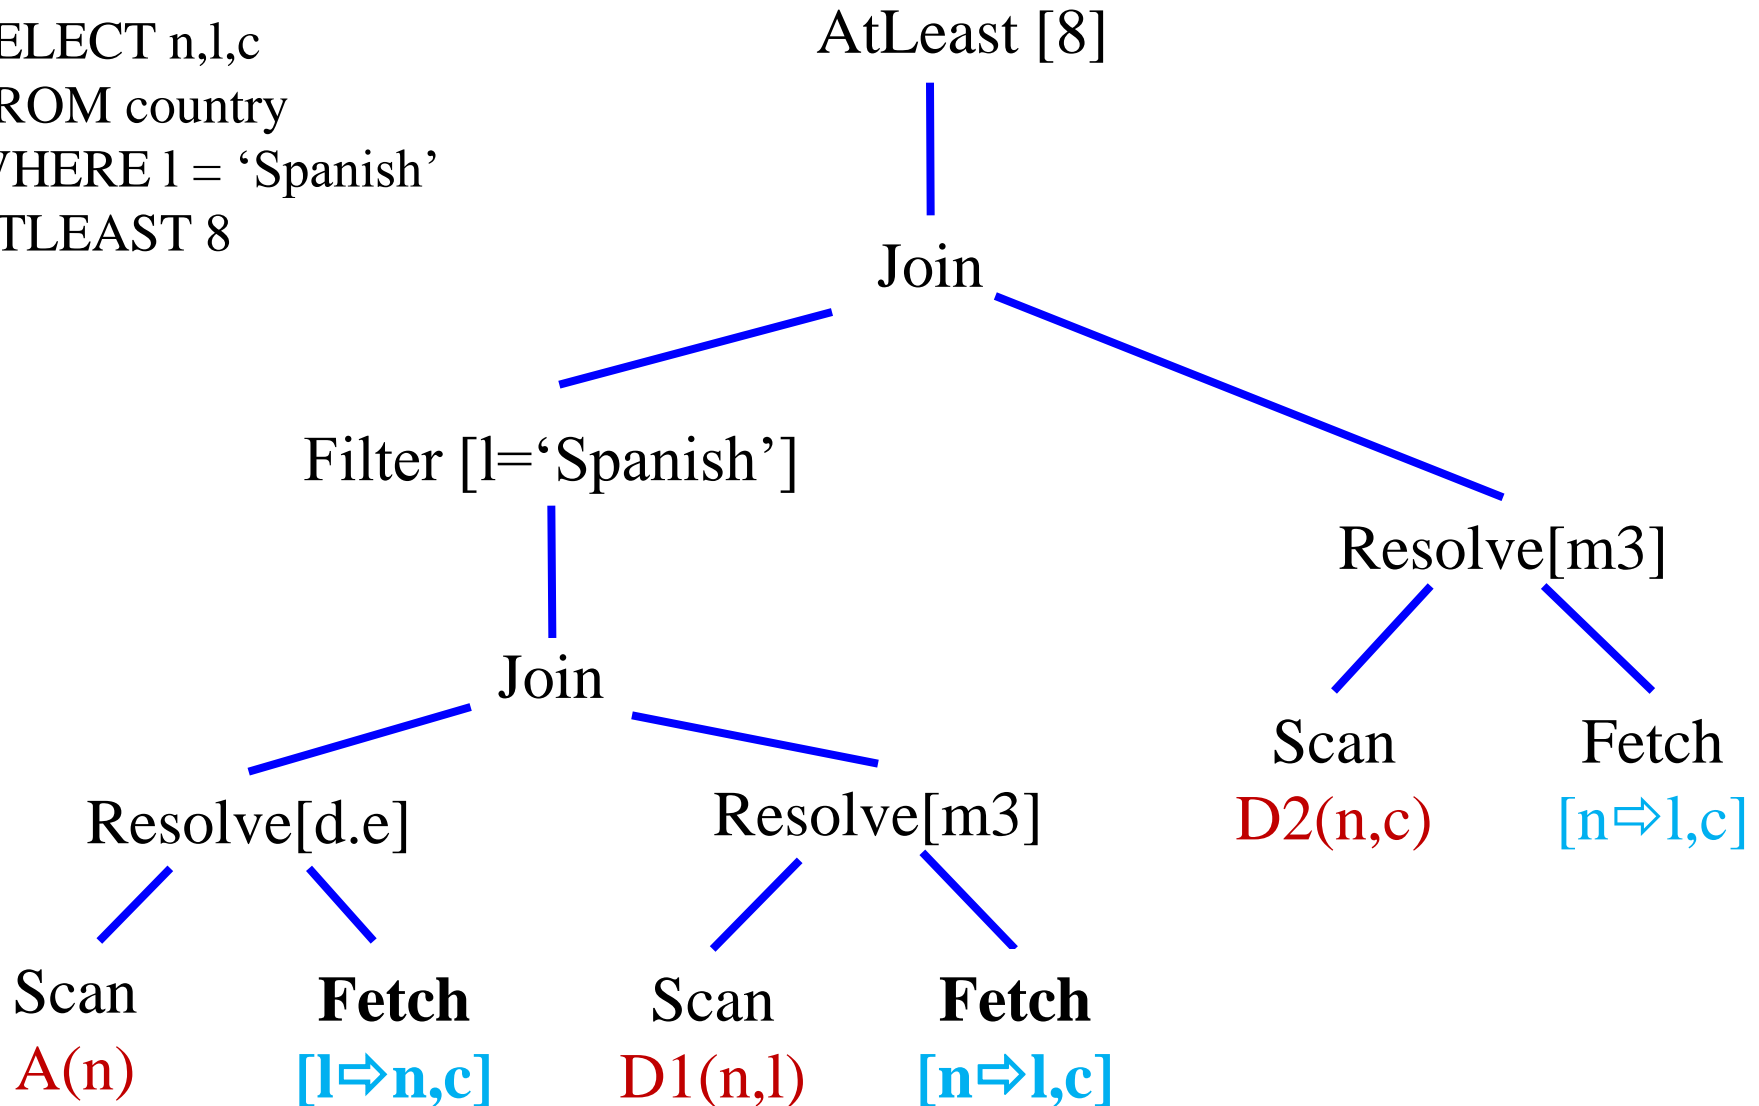 ELECT n,l,c
ROM country
WHERE l = ‘Spanish’
TLEAST 8
AtLeast [8]
Join
Filter [l=‘Spanish’]
Resolve[m3]
Join
Scan
Fetch
D2(n,c)
[n⇨l,c]
Resolve[d.e]
Resolve[m3]
Scan
Fetch
Scan
Fetch
A(n)
[l⇨n,c]
D1(n,l)
[n⇨l,c]